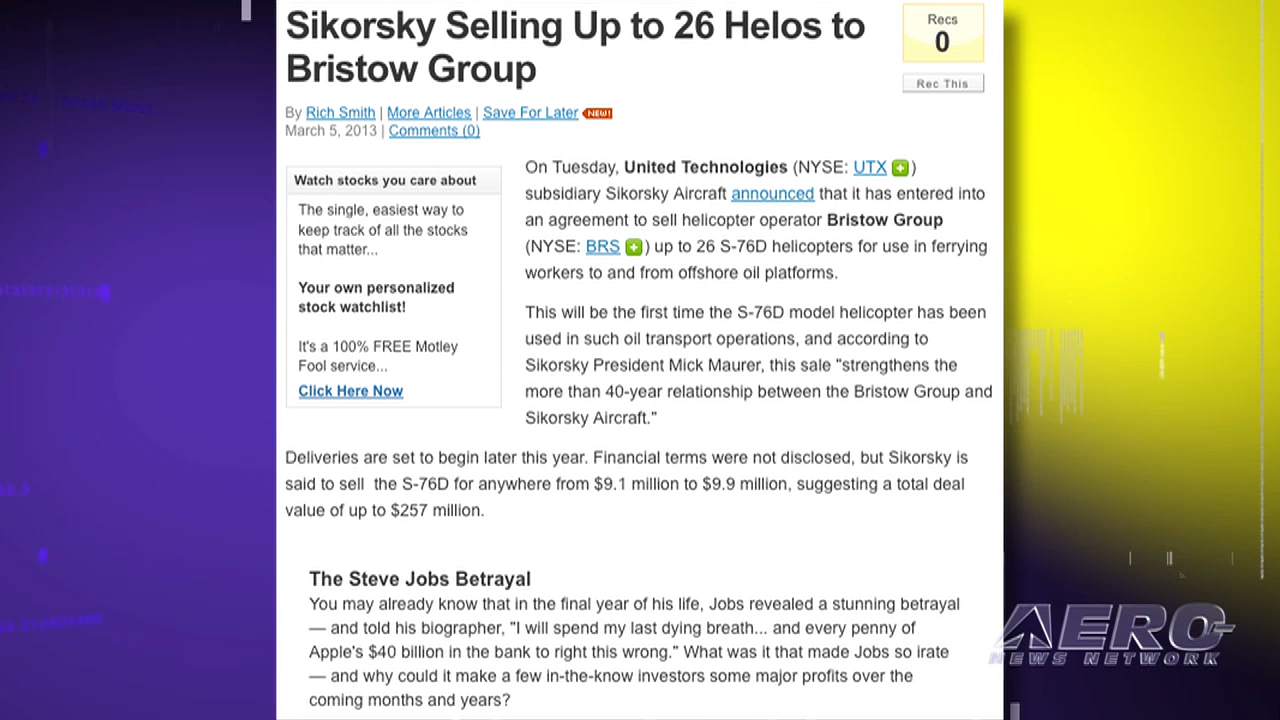 Sikorsky Selling Up to 26 Helos to
Bristow Group
Recs
0
Rec This
By Rich Smith | More Articles | Save For Later NEW!
March 5, 2013 | Comments (0)
Watch stocks you care about
The single, easiest way to
keep track of all the stocks
that matter...
Your own personalized
stock watchlist!
It's a 100% FREE Motley
Fool service...
Click Here Now
On Tuesday, United Technologies (NYSE: UTX )
subsidiary Sikorsky Aircraft announced that it has entered into
an agreement to sell helicopter operator Bristow Group
(NYSE: BRS ) up to 26 S-76D helicopters for use in ferrying
workers to and from offshore oil platforms.
This will be the first time the S-76D model helicopter has been
used in such oil transport operations, and according to
Sikorsky President Mick Maurer, this sale "strengthens the
more than 40-year relationship between the Bristow Group and
Sikorsky Aircraft."
Deliveries are set to begin later this year. Financial terms were not disclosed, but Sikorsky is
said to sell the S-76D for anywhere from $9.1 million to $9.9 million, suggesting a total deal
value of up to $257 million.
The Steve Jobs Betrayal
You may already know that in the final year of his life, Jobs revealed a stunning betrayal
— and told his biographer, "I will spend my last dying breath... and every penny of
Apple's $40 billion in the bank to right this wrong." What was it that made Jobs so irate
— and why could it make a few in-the-know investors some major profits over the
coming months and years?
AERO-
NEWS NETWORK